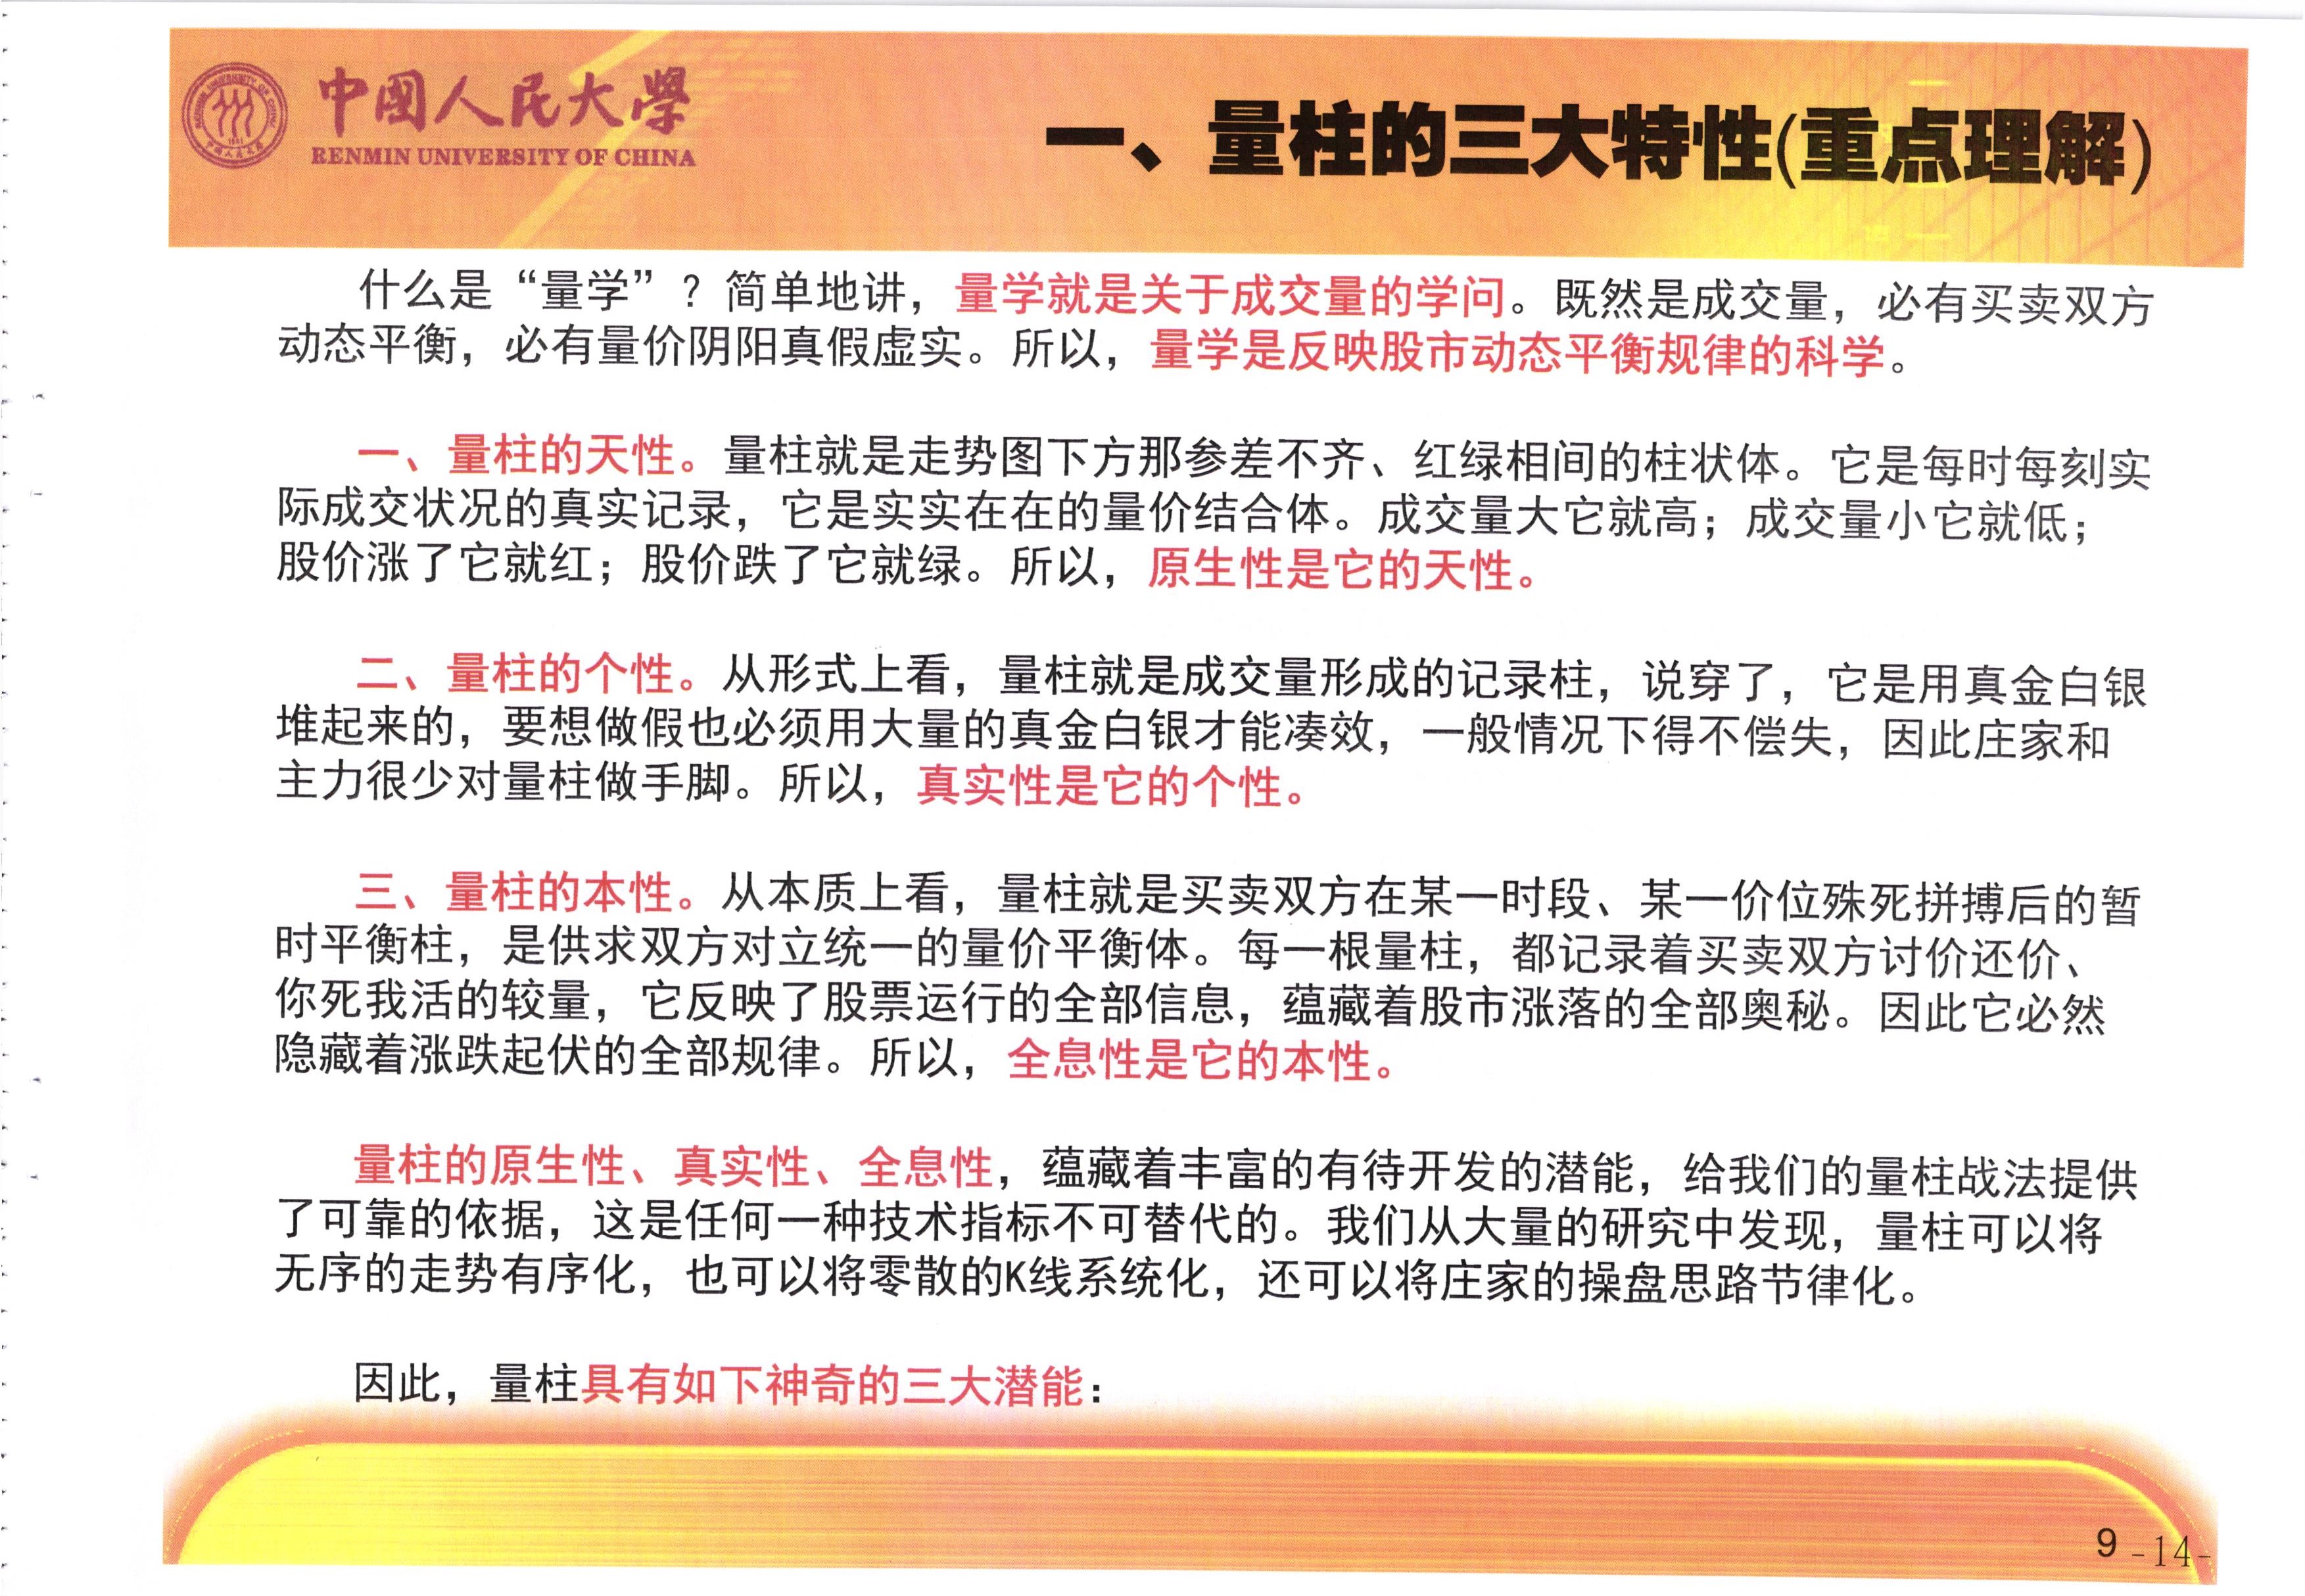 中国人民大学
RENMIN UNIVERSITY OF CHINA
一、量柱的三大特性(重点理解)
什么是“量学”？简单地讲，量学就是关于成交量的学问。既然是成交量，必有买卖双方
动态平衡，必有量价阴阳真假虚实。所以，量学是反映股市动态平衡规律的科学。
一、量柱的天性。量柱就是走势图下方那参差不齐、红绿相间的柱状体。它是每时每刻实
际成交状况的真实记录，它是实实在在的量价结合体。成交量大它就高；成交量小它就低；
股价涨了它就红；股价跌了它就绿。所以，原生性是它的天性。
二、量柱的个性。从形式上看，量柱就是成交量形成的记录柱，说穿了，它是用真金白银
堆起来的，要想做假也必须用大量的真金白银才能凑效，一般情况下得不偿失，因此庄家和
主力很少对量柱做手脚。所以，真实性是它的个性。
三、量柱的本性。从本质上看，量柱就是买卖双方在某一时段、某一价位殊死拼搏后的暂
时平衡柱，是供求双方对立统一的量价平衡体。每一根量柱，都记录着买卖双方讨价还价、
你死我活的较量，它反映了股票运行的全部信息，蕴藏着股市涨落的全部奥秘。因此它必然
隐藏着涨跌起伏的全部规律。所以，全息性是它的本性。
量柱的原生性、真实性、全息性，蕴藏着丰富的有待开发的潜能，给我们的量柱战法提供
了可靠的依据，这是任何一种技术指标不可替代的。我们从大量的研究中发现，量柱可以将
无序的走势有序化，也可以将零散的K线系统化，还可以将庄家的操盘思路节律化。
因此，量柱具有如下神奇的三大潜能：
9 -14-